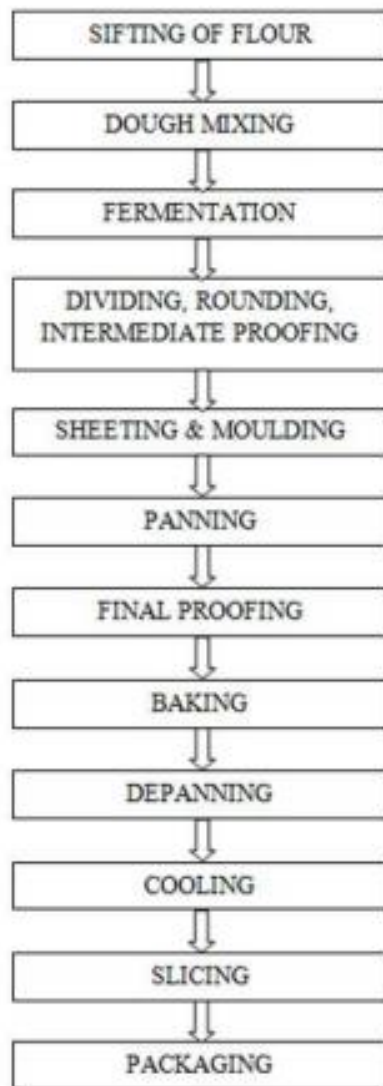 SIFTING OF FLOUR
DOUGH MIXING
FERMENTATION
DIVIDING, ROUNDING,
INTERMEDIATE PROOFING
SHEETING & MOULDING
PANNING
FINAL PROOFING
BAKING
DEPANNING
COOLING
SLICING
PACKAGING